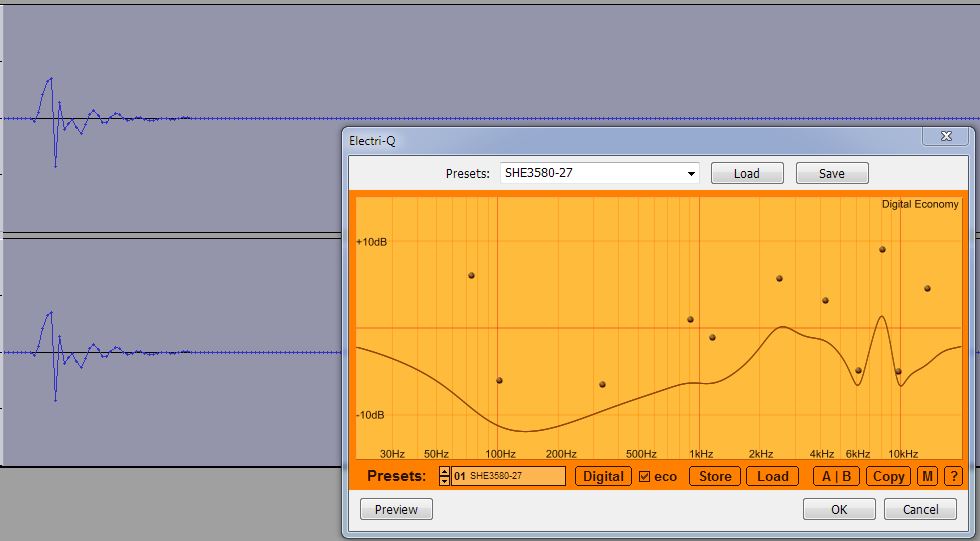 Electri-Q
Presets: SHE3580-27 Load Save
Digital Economy
+10dB
-10dB
30Hz 50Hz 100Hz 200Hz 500Hz 1kHz 2kHz 4kHz 6kHz 10kHz
Presets: 01 SHE3580-27 Digital eco Store Load A | B Copy M ?
Preview OK Cancel